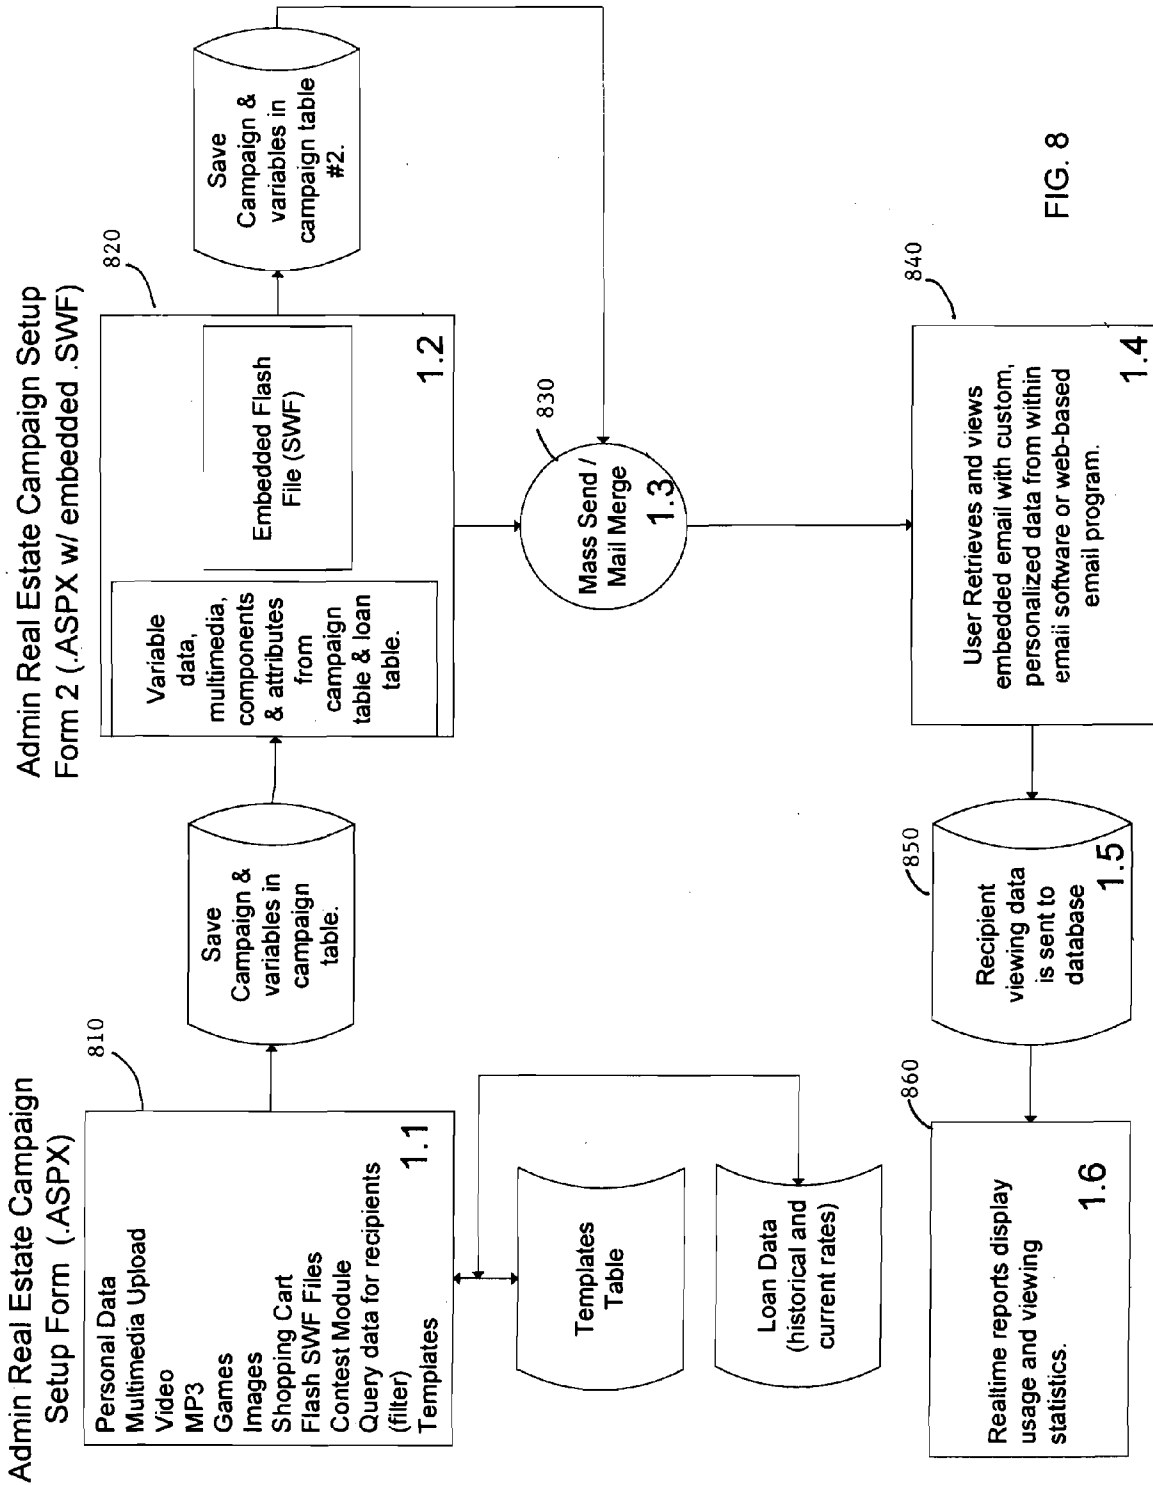 Admin Real Estate Campaign
Setup Form (.ASPX)
810
Personal Data
Multimedia Upload
Video
MP3
Games
Images
Shopping Cart
Flash SWF Files
Contest Module
Query data for recipients
(filter)
Templates
1.1
Templates
Table
Loan Data
(historical and
current rates)
Save
Campaign &
variables in
campaign
table.
Admin Real Estate Campaign Setup
Form 2 (.ASPX w/ embedded .SWF)
820
Variable
data,
multimedia,
components
& attributes
from
campaign
table & loan
table.
Embedded Flash
File (SWF)
1.2
Save
Campaign &
variables in
campaign table
#2.
830
Mass Send /
Mail Merge
1.3
840
User Retrieves and views
embedded email with custom,
personalized data from within
email software or web-based
email program.
1.4
850
Recipient
viewing data
is sent to
database
1.5
860
Realtime reports display
usage and viewing
statistics.
1.6
FIG. 8